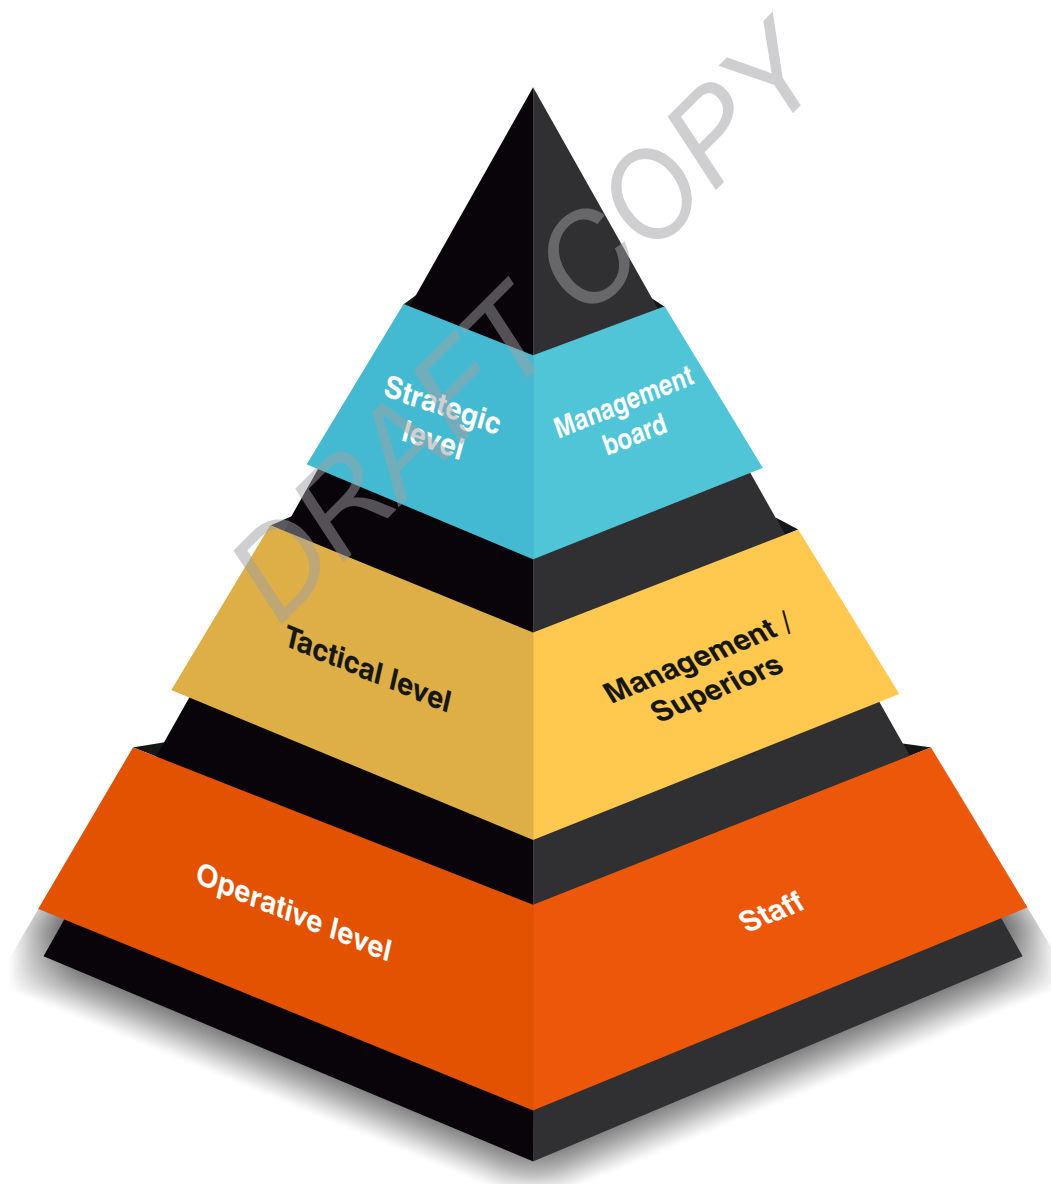 DRAFT COPY
Strategic
level
Management
board
Tactical level
Management /
Superiors
Operative level
Staff